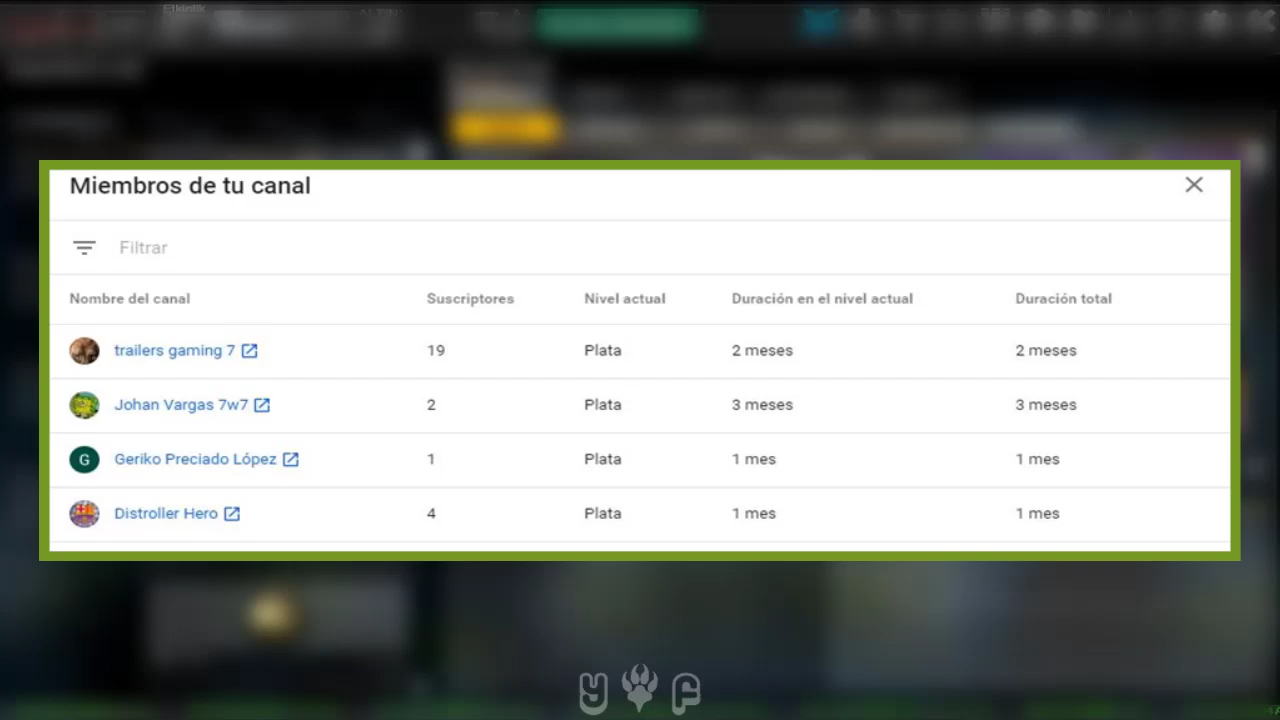 Etkinlik
Miembros de tu canal
Filtrar
Nombre del canal Suscriptores Nivel actual Duración en el nivel actual Duración total
trailers gaming 7 19 Plata 2 meses 2 meses
Johan Vargas 7w7 2 Plata 3 meses 3 meses
G Geriko Preciado López 1 Plata 1 mes 1 mes
Distroller Hero 4 Plata 1 mes 1 mes
y f